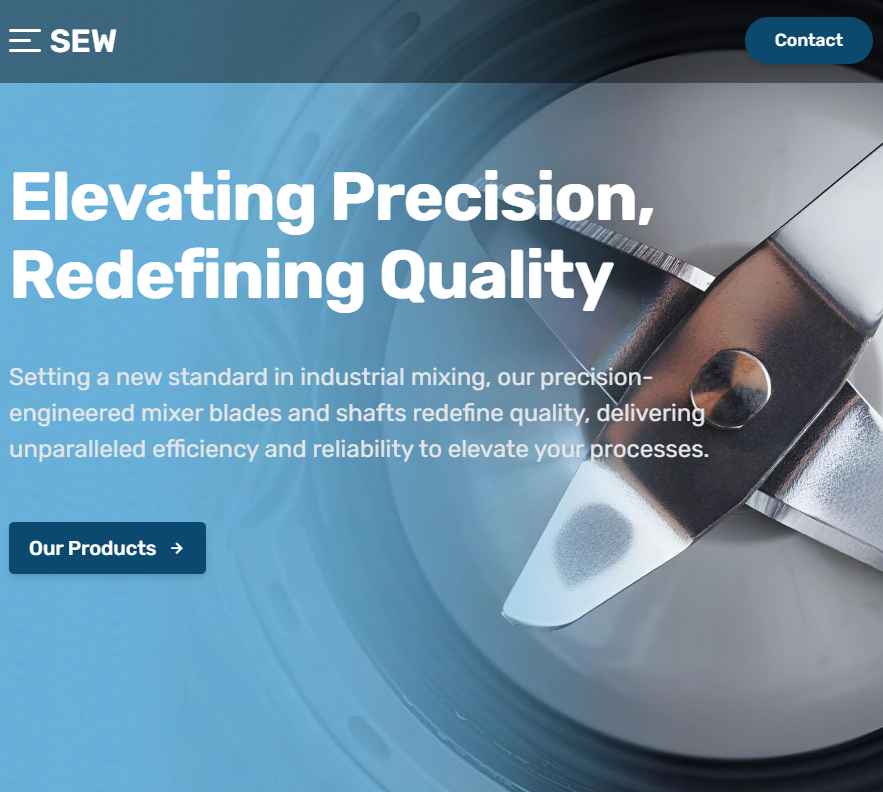 SEW
Contact
Elevating Precision,
Redefining Quality
Setting a new standard in industrial mixing, our precision-
engineered mixer blades and shafts redefine quality, delivering
unparalleled efficiency and reliability to elevate your processes.
Our Products →